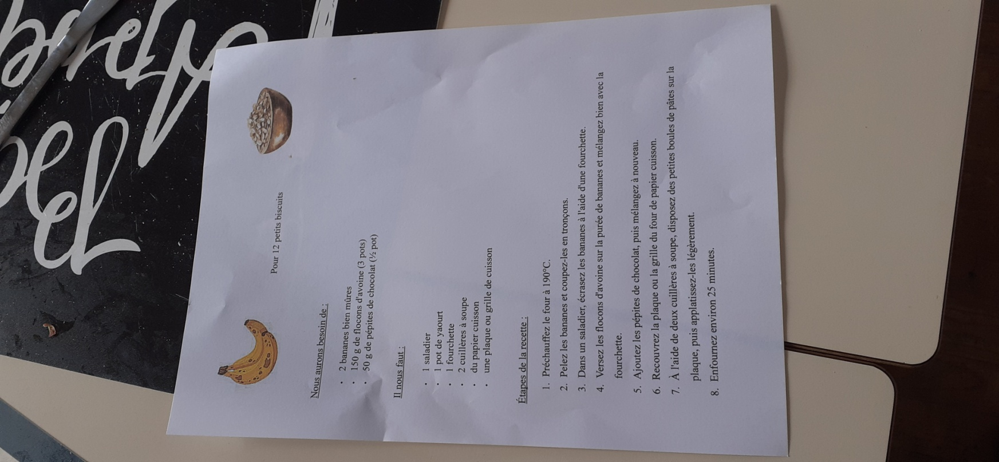 Pour 12 petits biscuits
Nous aurons besoin de :
• 2 bananes bien mûres
• 150 g de flocons d'avoine (3 pots)
• 50 g de pépites de chocolat (½ pot)
Il nous faut :
• 1 saladier
• 1 pot de yaourt
• 1 fourchette
• 2 cuillères à soupe
• du papier cuisson
• une plaque ou grille de cuisson
Étapes de la recette :
1. Préchauffez le four à 190°C.
2. Pelez les bananes et coupez-les en tronçons.
3. Dans un saladier, écrasez les bananes à l'aide d'une fourchette.
4. Versez les flocons d'avoine sur la purée de bananes et mélangez bien avec la
fourchette.
5. Ajoutez les pépites de chocolat, puis mélangez à nouveau.
6. Recouvrez la plaque ou la grille du four de papier cuisson.
7. À l'aide de deux cuillères à soupe, disposez des petites boules de pâtes sur la
plaque, puis applatissez-les légèrement.
8. Enfournez environ 25 minutes.